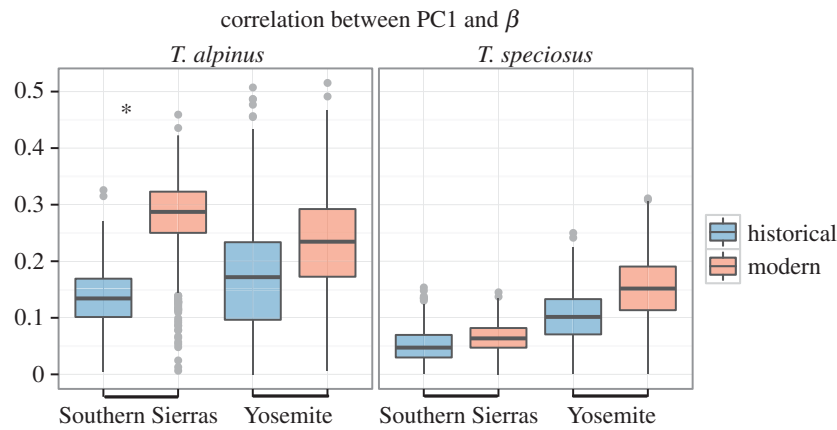 correlation between PC1 and β
T. alpinus
T. speciosus
0.5
0.4
0.3
0.2
0.1
0
*
historical
modern
Southern Sierras
Yosemite
Southern Sierras
Yosemite